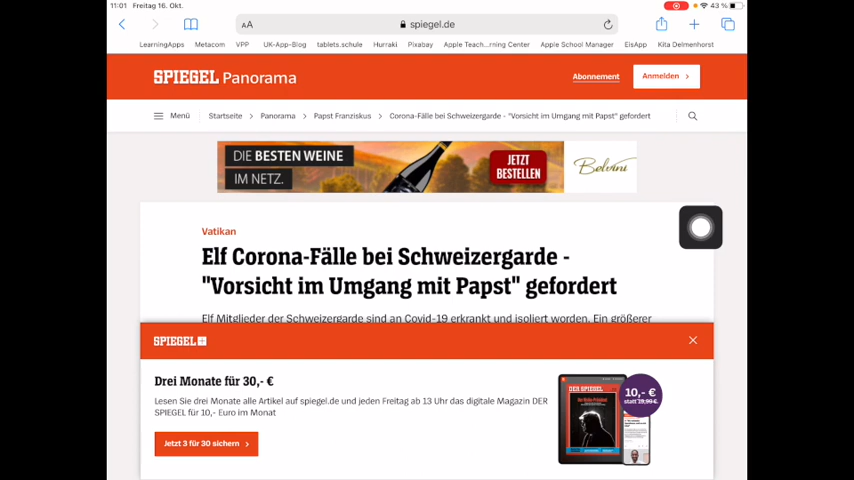 11:01 Freitag 16. Okt.
43 %
AA
spiegel.de
LearningApps Metacom VPP UK-App-Blog tablets.schule Hurraki Pixabay Apple Teach...rning Center Apple School Manager EisApp Kita Delmenhorst
SPIEGEL Panorama
Abonnement
Anmelden
Menü
Startseite Panorama Papst Franziskus Corona-Fälle bei Schweizergarde - "Vorsicht im Umgang mit Papst" gefordert
DIE BESTEN WEINE
IM NETZ.
JETZT
BESTELLEN
Belvini
Vatikan
Elf Corona-Fälle bei Schweizergarde -
"Vorsicht im Umgang mit Papst" gefordert
Elf Mitglieder der Schweizergarde sind an Covid-19 erkrankt und isoliert worden. Ein größerer
SPIEGEL+
Drei Monate für 30,- €
Lesen Sie drei Monate alle Artikel auf spiegel.de und jeden Freitag ab 13 Uhr das digitale Magazin DER
SPIEGEL für 10,- Euro im Monat
Jetzt 3 für 30 sichern
DER SPIEGEL
10,- €
statt 19,99 €